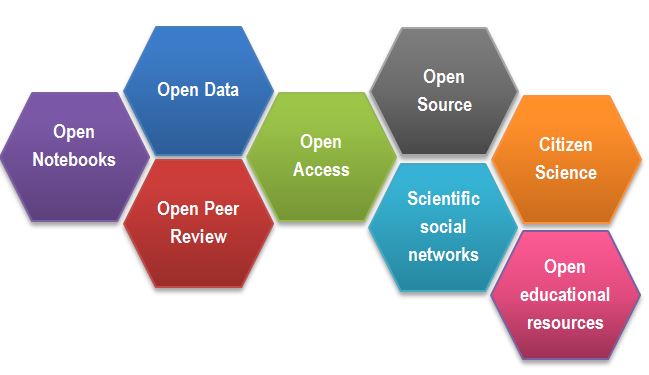 Open
Notebooks
Open Data
Open Peer
Review
Open
Access
Open
Source
Scientific
social
networks
Citizen
Science
Open
educational
resources